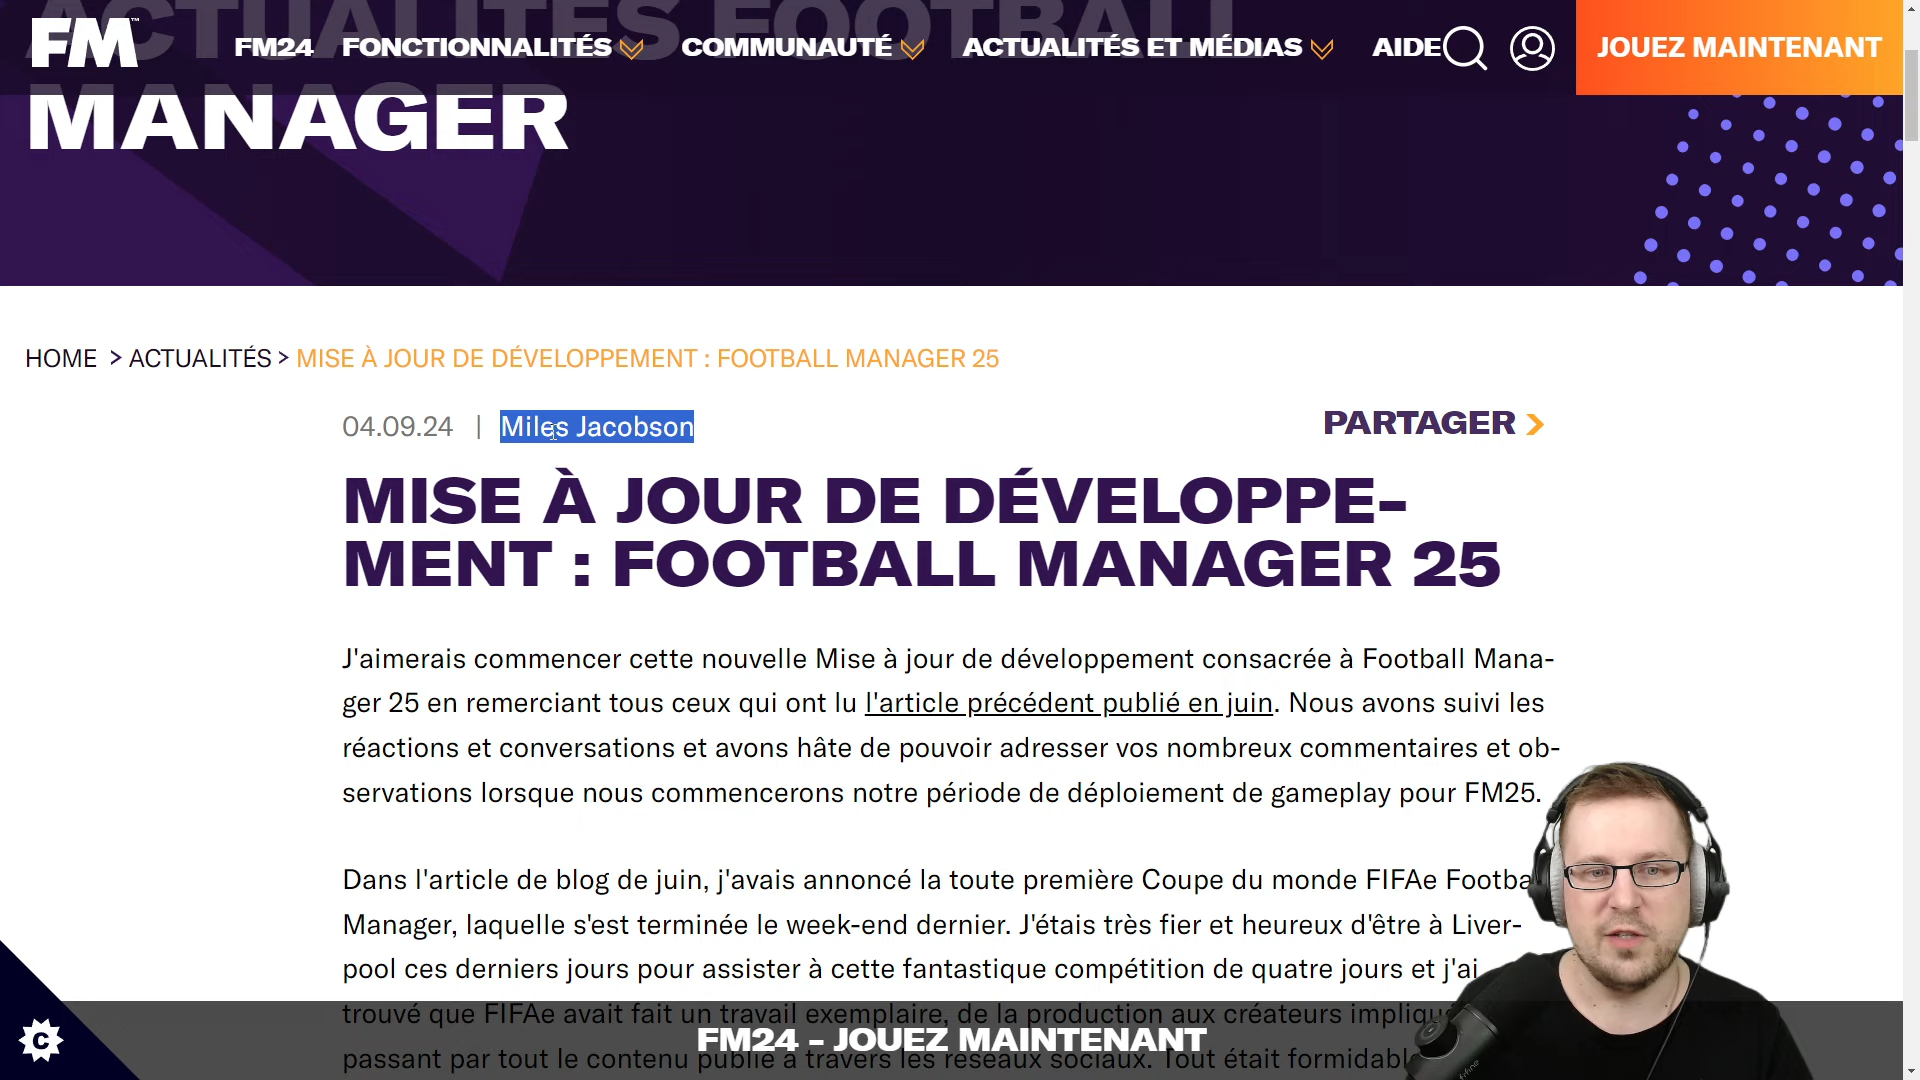 ACTUALITÉS FOOTBALL
FM
FM24 FONCTIONNALITÉS COMMUNAUTÉ ACTUALITÉS ET MÉDIAS AIDE JOUEZ MAINTENANT
MANAGER
HOME > ACTUALITÉS > MISE À JOUR DE DÉVELOPPEMENT : FOOTBALL MANAGER 25
04.09.24 | Miles Jacobson PARTAGER
MISE À JOUR DE DÉVELOPPE-
MENT : FOOTBALL MANAGER 25
J'aimerais commencer cette nouvelle Mise à jour de développement consacrée à Football Mana-
ger 25 en remerciant tous ceux qui ont lu l'article précédent publié en juin. Nous avons suivi les
réactions et conversations et avons hâte de pouvoir adresser vos nombreux commentaires et ob-
servations lorsque nous commencerons notre période de déploiement de gameplay pour FM25.
Dans l'article de blog de juin, j'avais annoncé la toute première Coupe du monde FIFAe
Manager, laquelle s'est terminée le week-end dernier. J'étais très fier et heureux d'être à Liver-
pool ces derniers jours pour assister à cette fantastique compétition de quatre jours et j'ai
trouvé que FIFAe avait fait un travail exemplaire, de la production aux créateurs
FM24 - JOUEZ MAINTENANT
passant par tout le contenu publié à travers les réseaux sociaux. Tout était
C
fifine